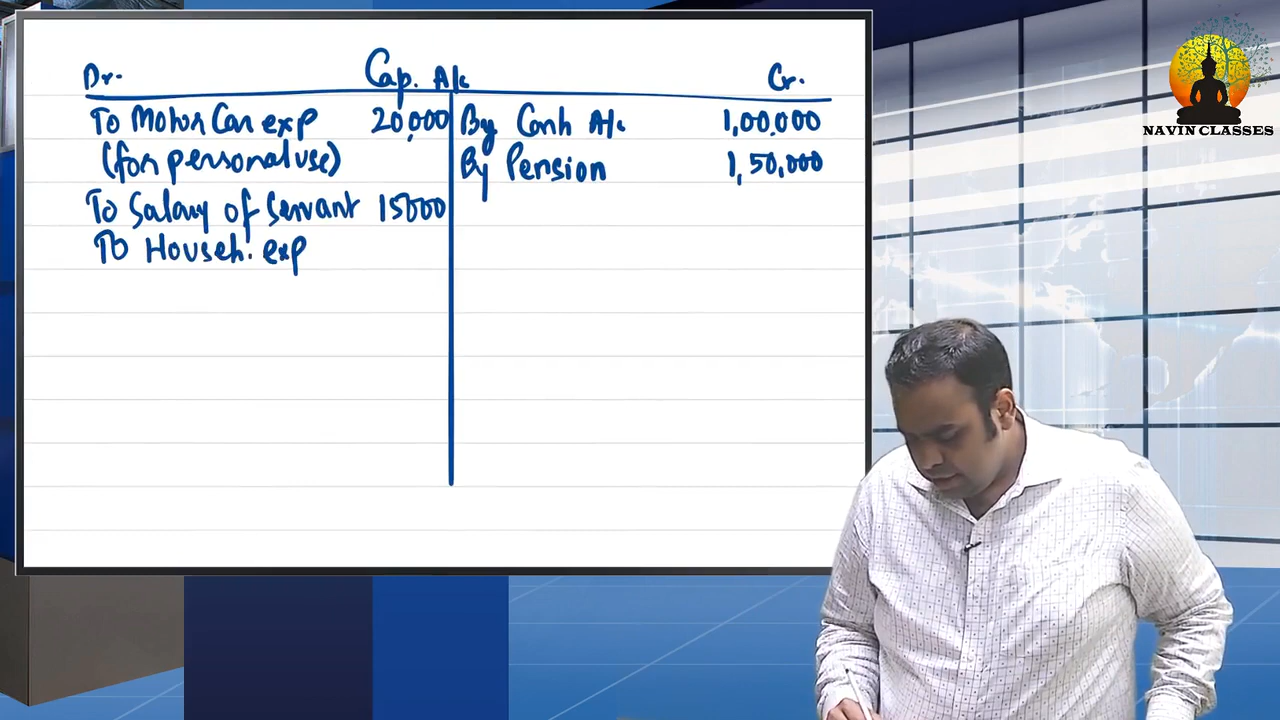 Dr. Cap. A/c Cr.
To Motor Car exp 20,000 By Cash A/c 1,00,000
(for personal use) By Pension 1,50,000
To Salary of Servant 15000
To Househ. exp
NAVIN CLASSES